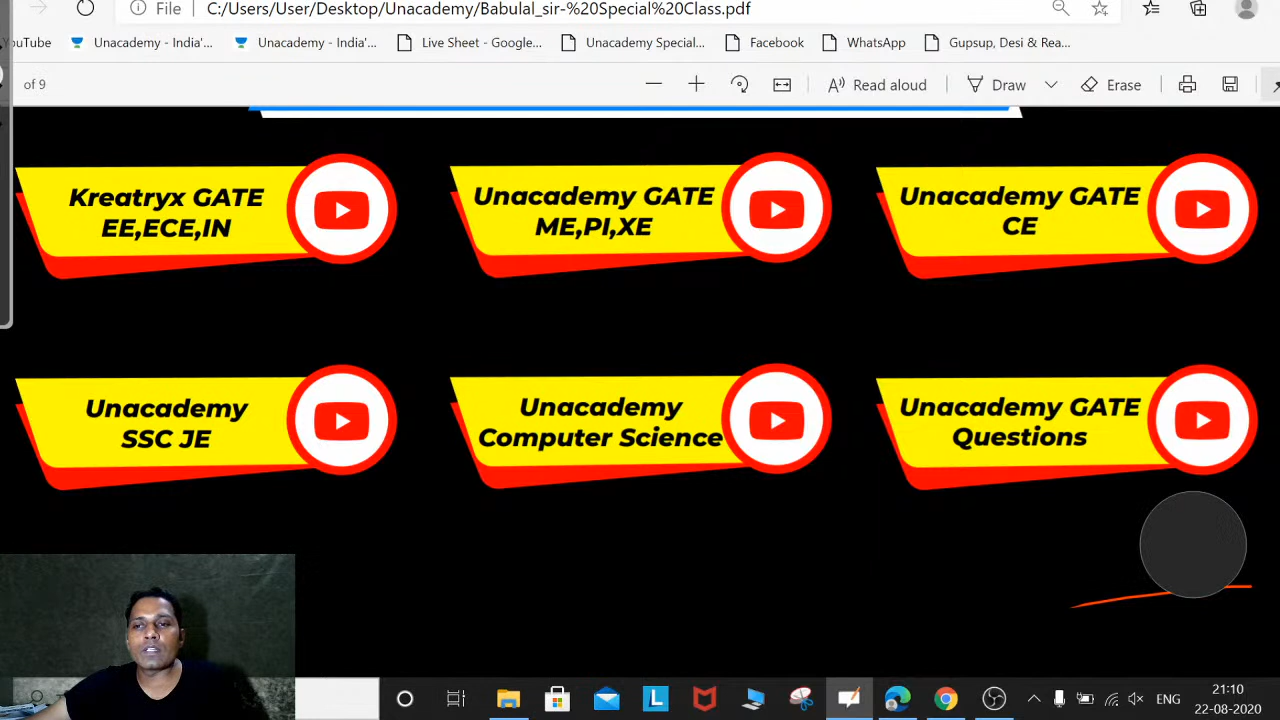 File C:/Users/User/Desktop/Unacademy/Babulal_sir-%20Special%20Class.pdf
YouTube Unacademy - India'... Unacademy - India'... Live Sheet - Google... Unacademy Special... Facebook WhatsApp Gupsup, Desi & Rea...
of 9 Read aloud Draw Erase
Kreatryx GATE
EE,ECE,IN
Unacademy GATE
ME,PI,XE
Unacademy GATE
CE
Unacademy
SSC JE
Unacademy
Computer Science
Unacademy GATE
Questions
L
ENG
21:10
22-08-2020